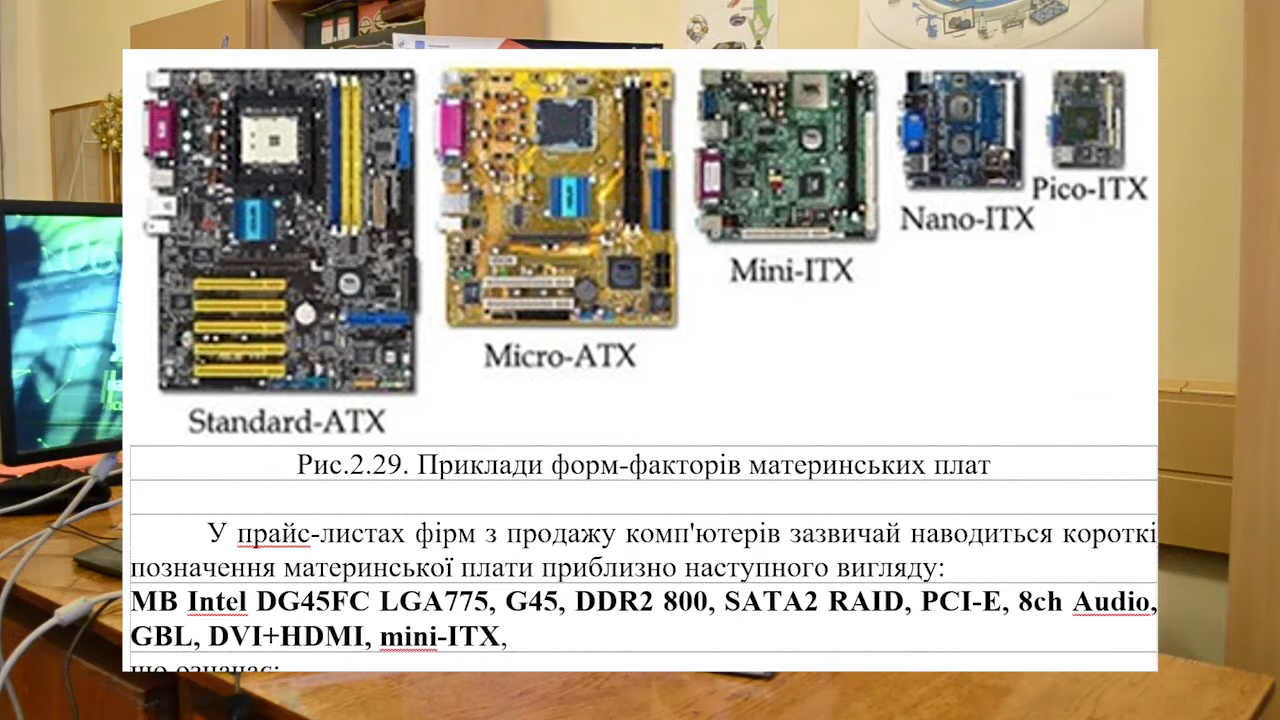 Pico-ITX
Nano-ITX
Mini-ITX
Micro-ATX
Standard-ATX
Рис.2.29. Приклади форм-факторів материнських плат
У прайс-листах фірм з продажу комп'ютерів зазвичай наводиться короткі
позначення материнської плати приблизно наступного вигляду:
MB Intel DG45FC LGA775, G45, DDR2 800, SATA2 RAID, PCI-E, 8ch Audio,
GBL, DVI+HDMI, mini-ITX,
що означає: